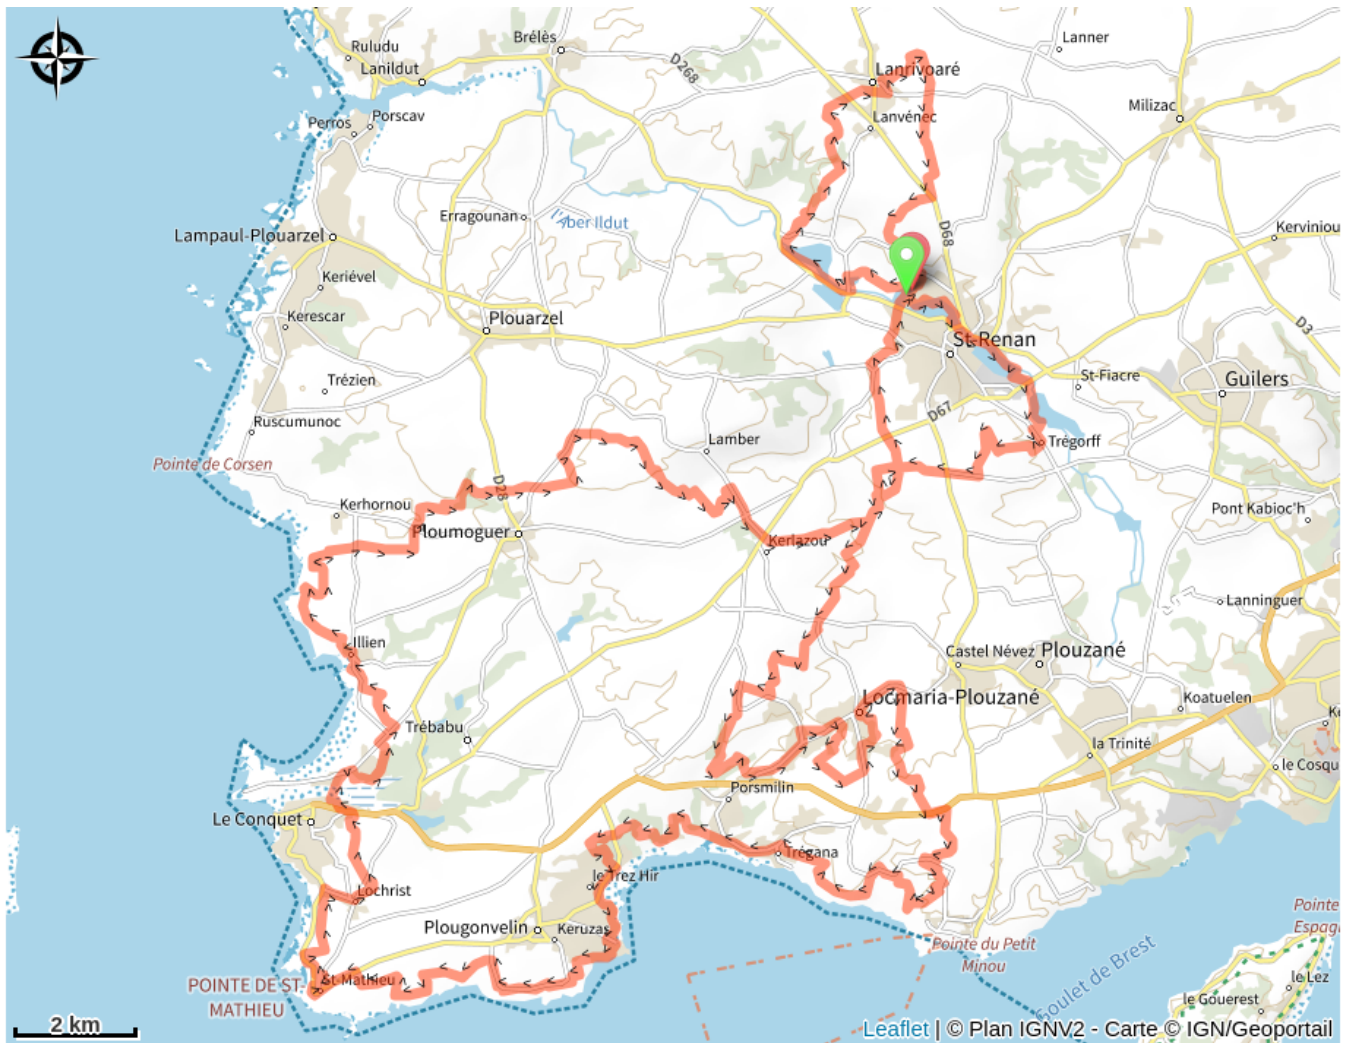 Brélès
Lanner
Ruludu
Lanildut
D268
Lanrivoaré
Milizac
Porscav
Perros
Lanvénec
Erragounan
l'Aber Ildut
D68
Kerviniou
Lampaul-Plouarzel
Keriével
Kerescar
Plouarzel
D3
St-Renan
Trézien
St-Fiacre
Guilers
D67
Ruscumunoc
Lamber
Trégorff
Pointe de Corsen
D28
Kerhornou
Pont Kabioc'h
Ploumoguer
Kerlazou
Lanninguer
Illien
Castel Névez
Plouzané
Locmaria-Plouzané
Koatuelen
Trébabu
la Trinité
le Cosqu
Porsmilin
Le Conquet
Trégana
le Trez Hir
Lochrist
Plougonvelin
Keruzas
Pointe
Espagn
Pointe du Petit
Minou
Goulet de Brest
St-Mathieu
POINTE DE ST-
MATHIEU
le Lez
le Gouerest
2 km
Leaflet | © Plan IGNV2 - Carte © IGN/Geoportail